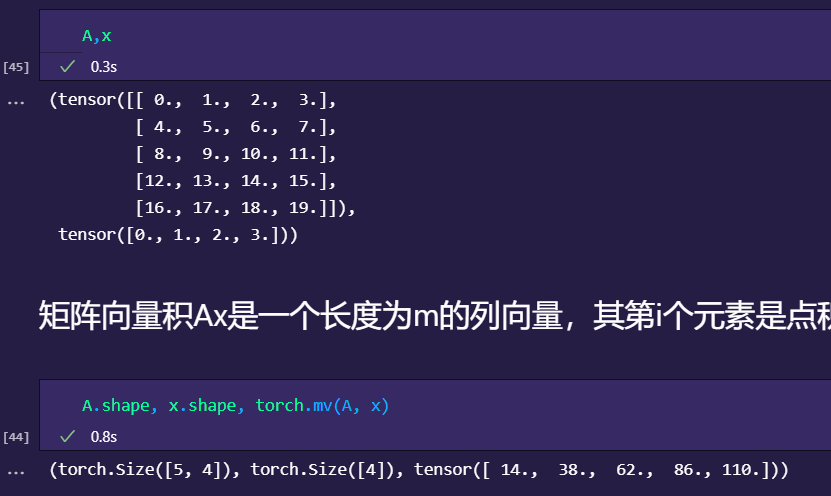 A,x
[45] ✓ 0.3s
... (tensor([[ 0., 1., 2., 3.],
[ 4., 5., 6., 7.],
[ 8., 9., 10., 11.],
[12., 13., 14., 15.],
[16., 17., 18., 19.]]),
tensor([0., 1., 2., 3.]))
矩阵向量积Ax是一个长度为m的列向量，其第i个元素是点积
A.shape, x.shape, torch.mv(A, x)
[44] ✓ 0.8s
... (torch.Size([5, 4]), torch.Size([4]), tensor([ 14., 38., 62., 86., 110.]))